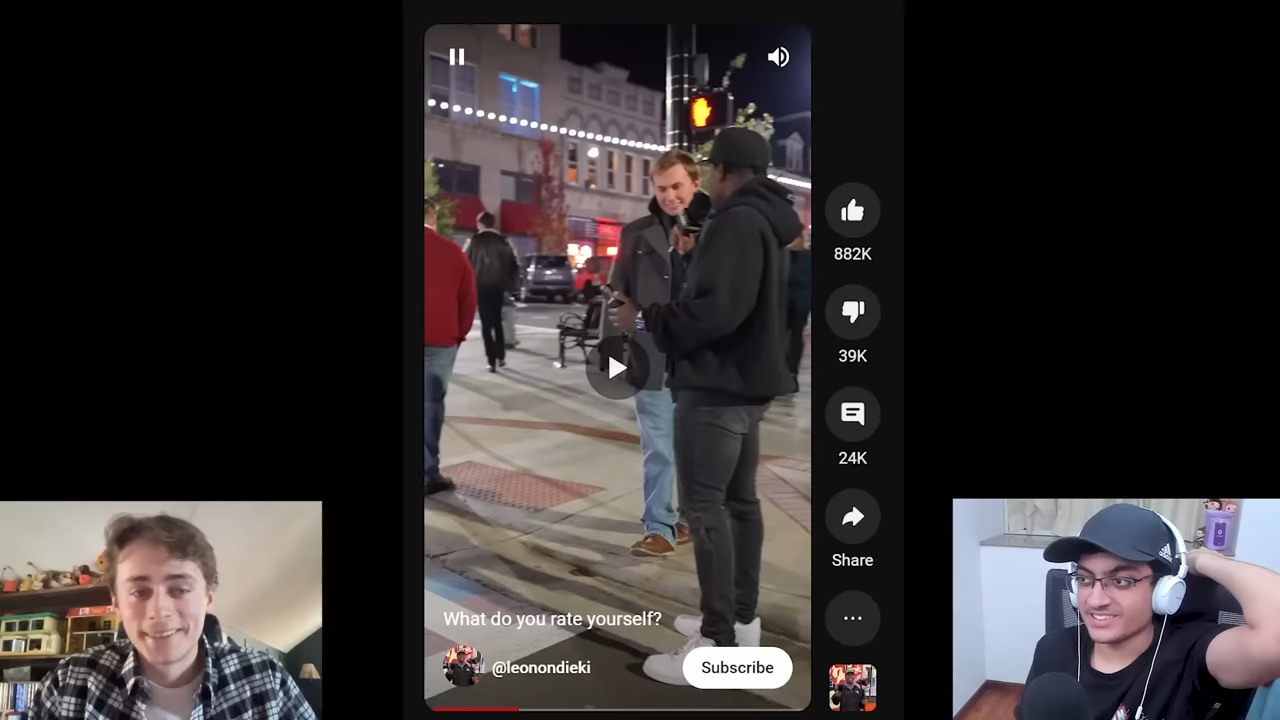 882K
39K
24K
Share
What do you rate yourself?
@leonondieki
Subscribe